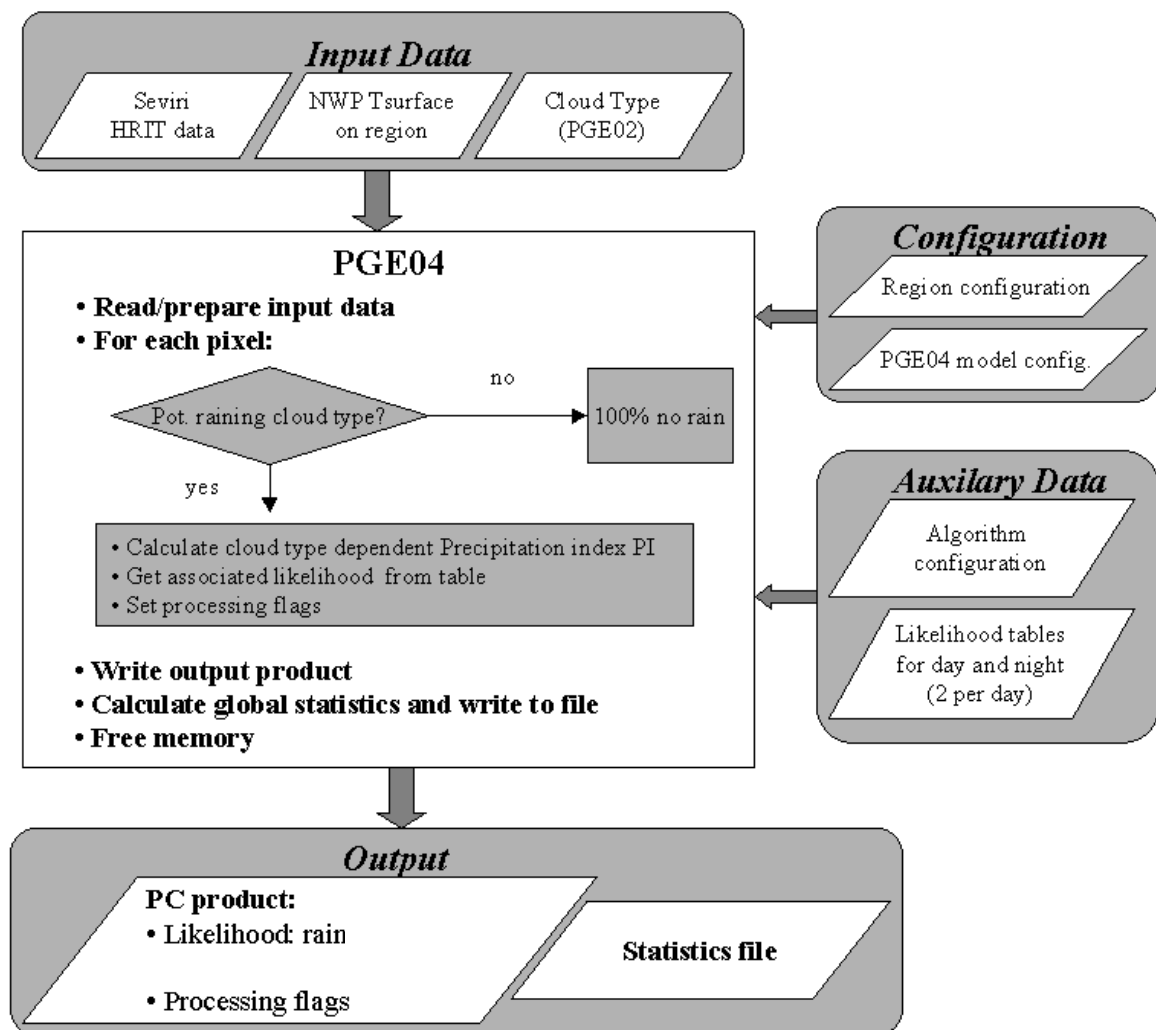 Input Data
Seviri
HRIT data
NWP Tsurface
on region
Cloud Type
(PGE02)
PGE04
• Read/prepare input data
• For each pixel:
Pot. raining cloud type?
no
100% no rain
yes
• Calculate cloud type dependent Precipitation index PI
• Get associated likelihood from table
• Set processing flags
• Write output product
• Calculate global statistics and write to file
• Free memory
Configuration
Region configuration
PGE04 model config.
Auxilary Data
Algorithm
configuration
Likelihood tables
for day and night
(2 per day)
Output
PC product:
• Likelihood: rain
• Processing flags
Statistics file